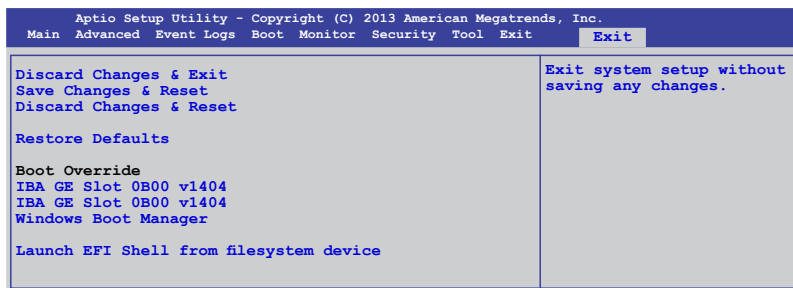 Aptio Setup Utility - Copyright (C) 2013 American Megatrends, Inc.
Main Advanced Event Logs Boot Monitor Security Tool Exit Exit
Discard Changes & Exit
Save Changes & Reset
Discard Changes & Reset
Restore Defaults
Boot Override
IBA GE Slot 0B00 v1404
IBA GE Slot 0B00 v1404
Windows Boot Manager
Launch EFI Shell from filesystem device
Exit system setup without
saving any changes.